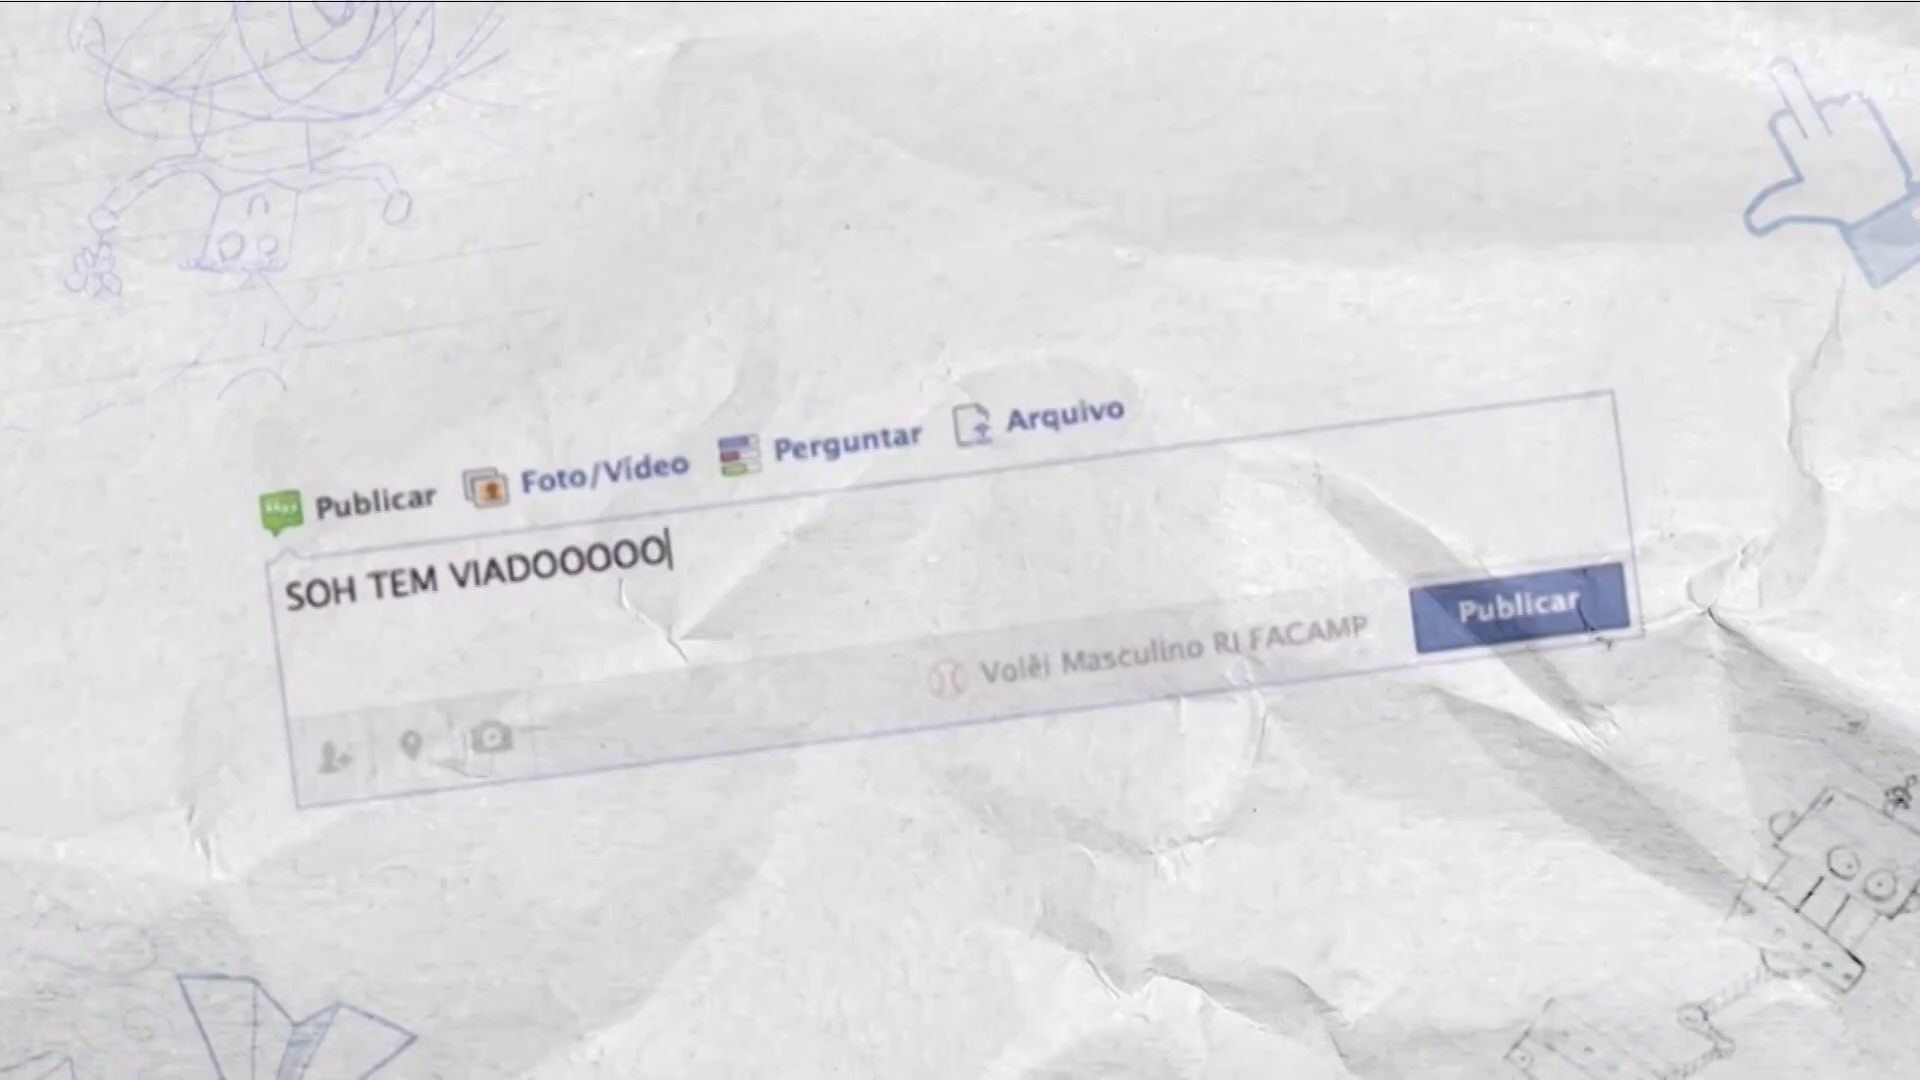 Publicar Foto/Vídeo Perguntar Arquivo
SOH TEM VIADOOOOO
Volêi Masculino RI FACAMP Publicar